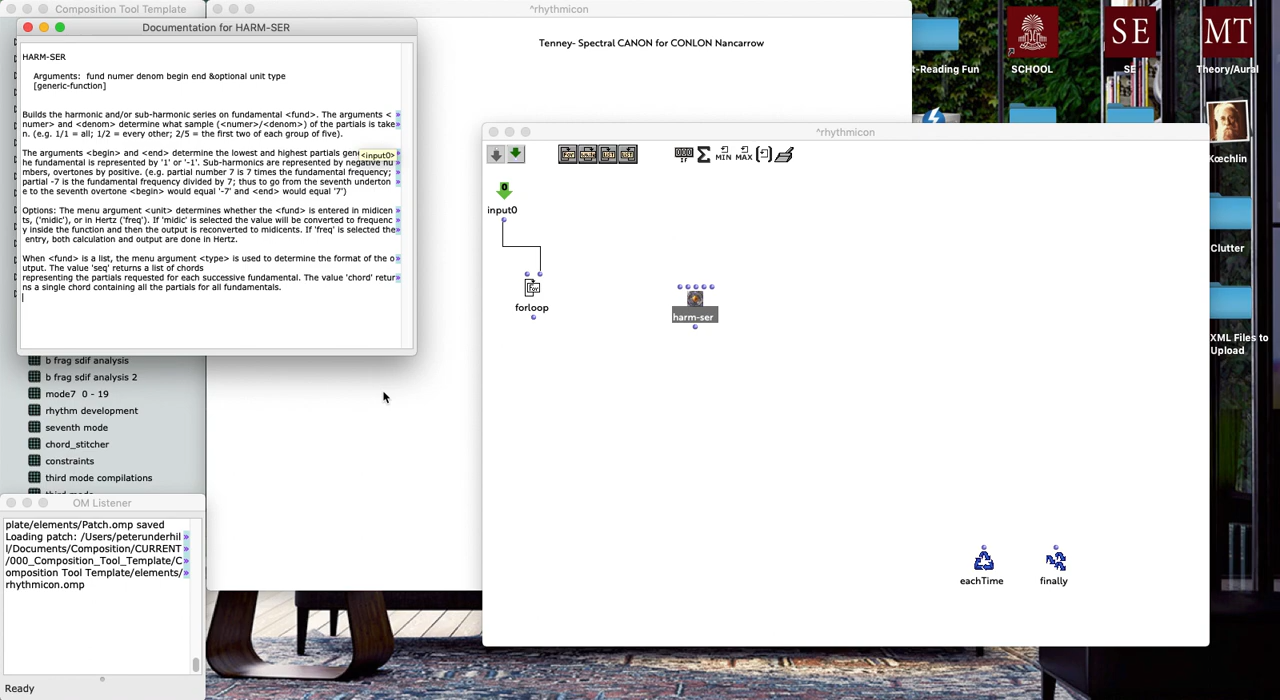 Composition Tool Template
^rhythmicon
Documentation for HARM-SER
HARM-SER
Arguments: fund numer denom begin end &optional unit type
[generic-function]
Builds the harmonic and/or sub-harmonic series on fundamental <fund>. The arguments <
numer> and <denom> determine what sample (<numer>/<denom>) of the partials is take
n. (e.g. 1/1 = all; 1/2 = every other; 2/5 = the first two of each group of five).
The arguments <begin> and <end> determine the lowest and highest partials gene
<input0>
he fundamental is represented by '1' or '-1'. Sub-harmonics are represented by negative nu
mbers, overtones by positive. (e.g. partial number 7 is 7 times the fundamental frequency;
partial -7 is the fundamental frequency divided by 7; thus to go from the seventh underton
e to the seventh overtone <begin> would equal '-7' and <end> would equal '7')
Options: The menu argument <unit> determines whether the <fund> is entered in midicen
ts, ('midic'), or in Hertz ('freq'). If 'midic' is selected the value will be converted to frequenc
y inside the function and then the output is reconverted to midicents. If 'freq' is selected the
entry, both calculation and output are done in Hertz.
When <fund> is a list, the menu argument <type> is used to determine the format of the o
utput. The value 'seq' returns a list of chords
representing the partials requested for each successive fundamental. The value 'chord' retur
ns a single chord containing all the partials for all fundamentals.
b frag sdif analysis
b frag sdif analysis 2
mode7 0 - 19
rhythm development
seventh mode
chord_stitcher
constraints
third mode compilations
OM Listener
plate/elements/Patch.omp saved
Loading patch: /Users/peterunderhil
l/Documents/Composition/CURRENT
/000_Composition_Tool_Template/C
omposition Tool Template/elements/
rhythmicon.omp
Ready
Tenney- Spectral CANON for CONLON Nancarrow
^rhythmicon
MIN
MAX
0
input0
forloop
harm-ser
eachTime
finally
t-Reading Fun
SCHOOL
SE
SE
MT
Theory/Aural
Kœchlin
Clutter
XML Files to
Upload